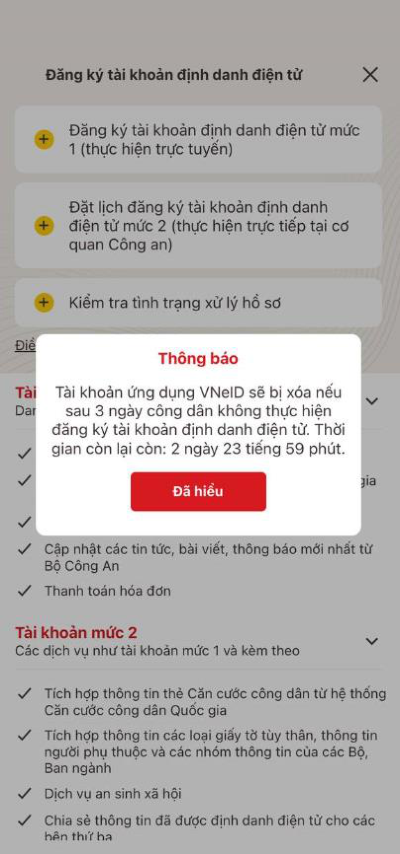 Đăng ký tài khoản định danh điện tử
Đăng ký tài khoản định danh điện tử mức
1 (thực hiện trực tuyến)
Đặt lịch đăng ký tài khoản định danh
điện tử mức 2 (thực hiện trực tiếp tại cơ
quan Công an)
Kiểm tra tình trạng xử lý hồ sơ
Thông báo
Tài khoản ứng dụng VNeID sẽ bị xóa nếu
sau 3 ngày công dân không thực hiện
đăng ký tài khoản định danh điện tử. Thời
gian còn lại còn: 2 ngày 23 tiếng 59 phút.
Đã hiểu
gia
Cập nhật các tin tức, bài viết, thông báo mới nhất từ
Bộ Công An
Thanh toán hóa đơn
Tài khoản mức 2
Các dịch vụ như tài khoản mức 1 và kèm theo
Tích hợp thông tin thẻ Căn cước công dân từ hệ thống
Căn cước công dân Quốc gia
Tích hợp thông tin các loại giấy tờ tùy thân, thông tin
người phụ thuộc và các nhóm thông tin của các Bộ,
Ban ngành
Dịch vụ an sinh xã hội
Chia sẻ thông tin đã được định danh điện tử cho các
bên thứ ba